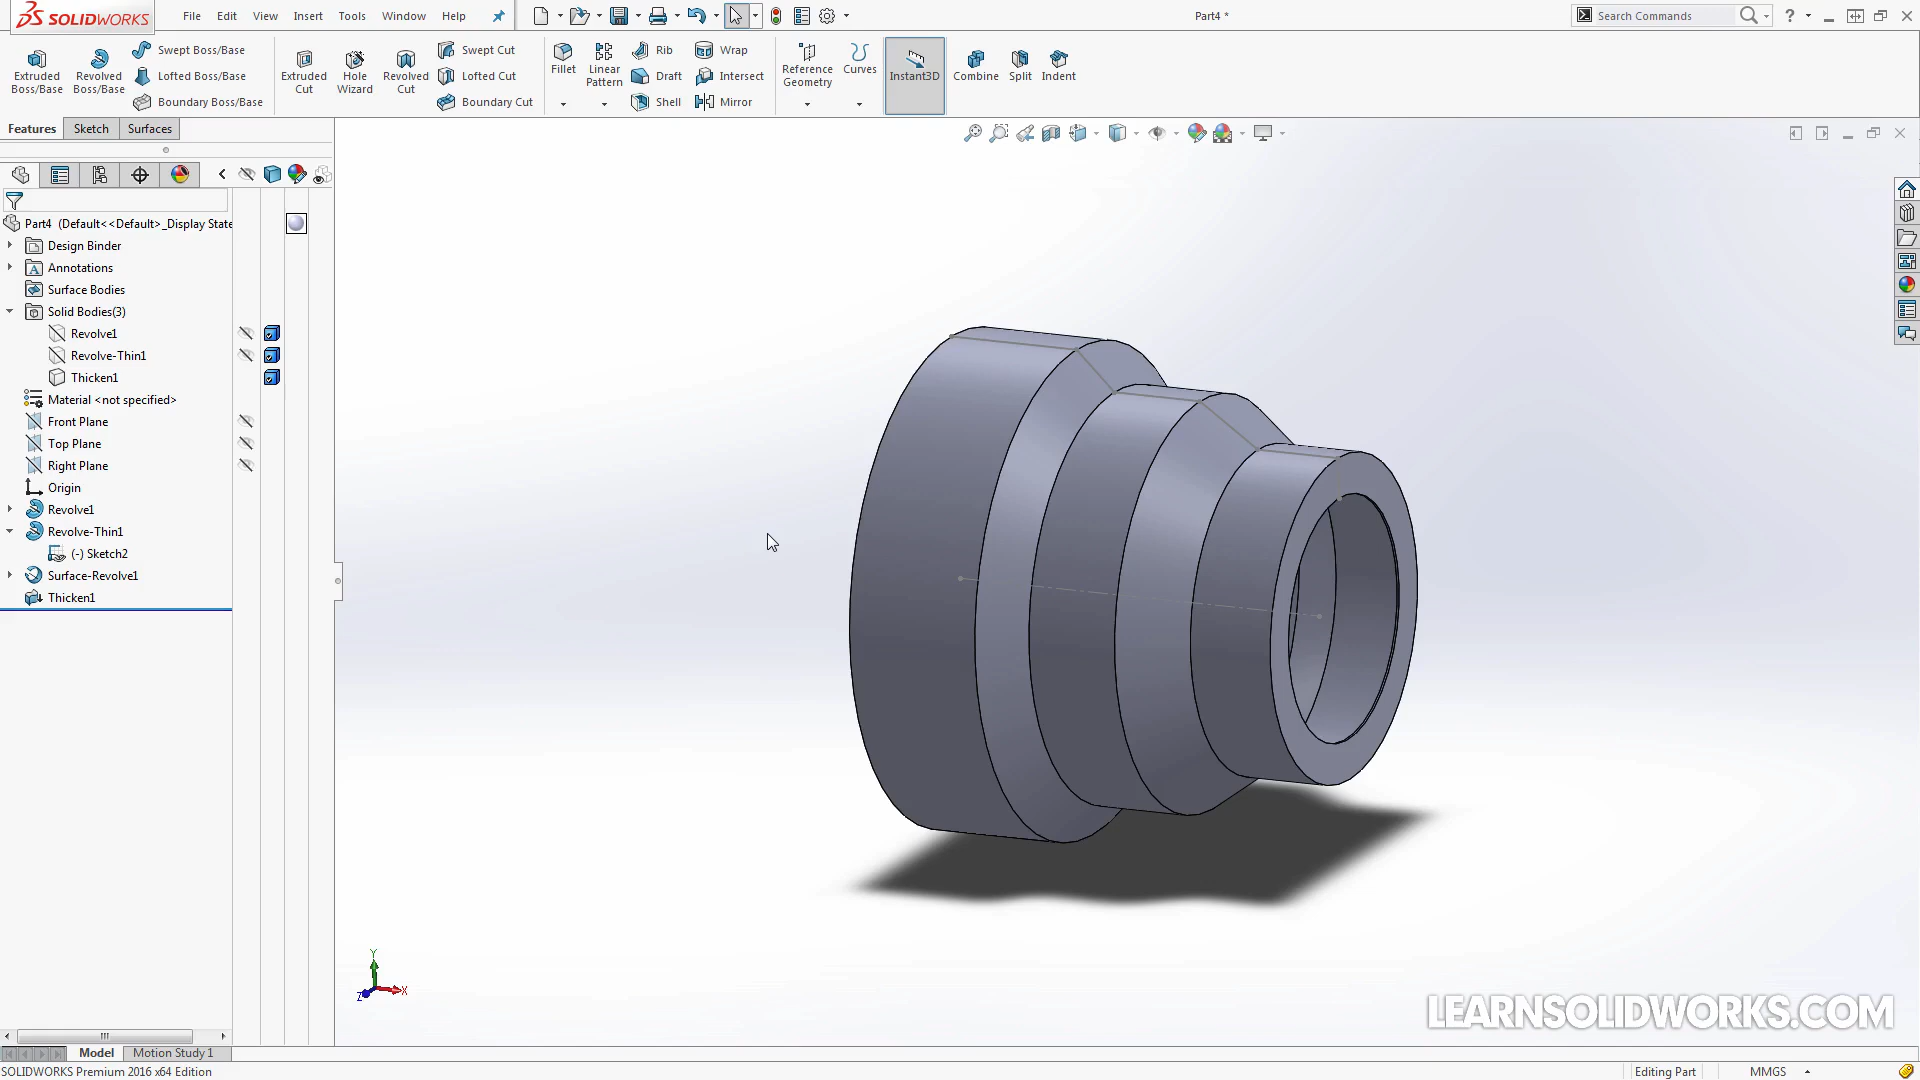 SOLIDWORKS File Edit View Insert Tools Window Help Part4 * Search Commands ?
Extruded Boss/Base
Revolved Boss/Base
Swept Boss/Base
Lofted Boss/Base
Boundary Boss/Base
Extruded Cut
Hole Wizard
Revolved Cut
Swept Cut
Lofted Cut
Boundary Cut
Fillet
Linear Pattern
Rib
Draft
Shell
Wrap
Intersect
Mirror
Reference Geometry
Curves
Instant3D
Combine
Split
Indent
Features Sketch Surfaces
Part4 (Default<<Default>_Display State
Design Binder
Annotations
Surface Bodies
Solid Bodies(3)
Revolve1
Revolve-Thin1
Thicken1
Material <not specified>
Front Plane
Top Plane
Right Plane
Origin
Revolve1
Revolve-Thin1
(-) Sketch2
Surface-Revolve1
Thicken1
Y
Z X
LEARNSOLIDWORKS.COM
Model Motion Study 1
SOLIDWORKS Premium 2016 x64 Edition Editing Part MMGS